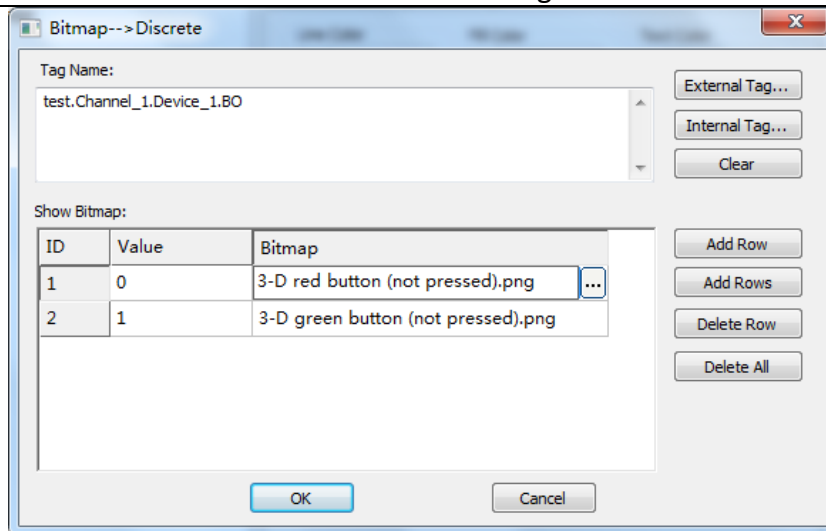 Bitmap-->Discrete
Tag Name:
test.Channel_1.Device_1.BO
External Tag...
Internal Tag...
Clear
Show Bitmap:
ID Value Bitmap
1 0 3-D red button (not pressed).png ...
2 1 3-D green button (not pressed).png
Add Row
Add Rows
Delete Row
Delete All
OK Cancel